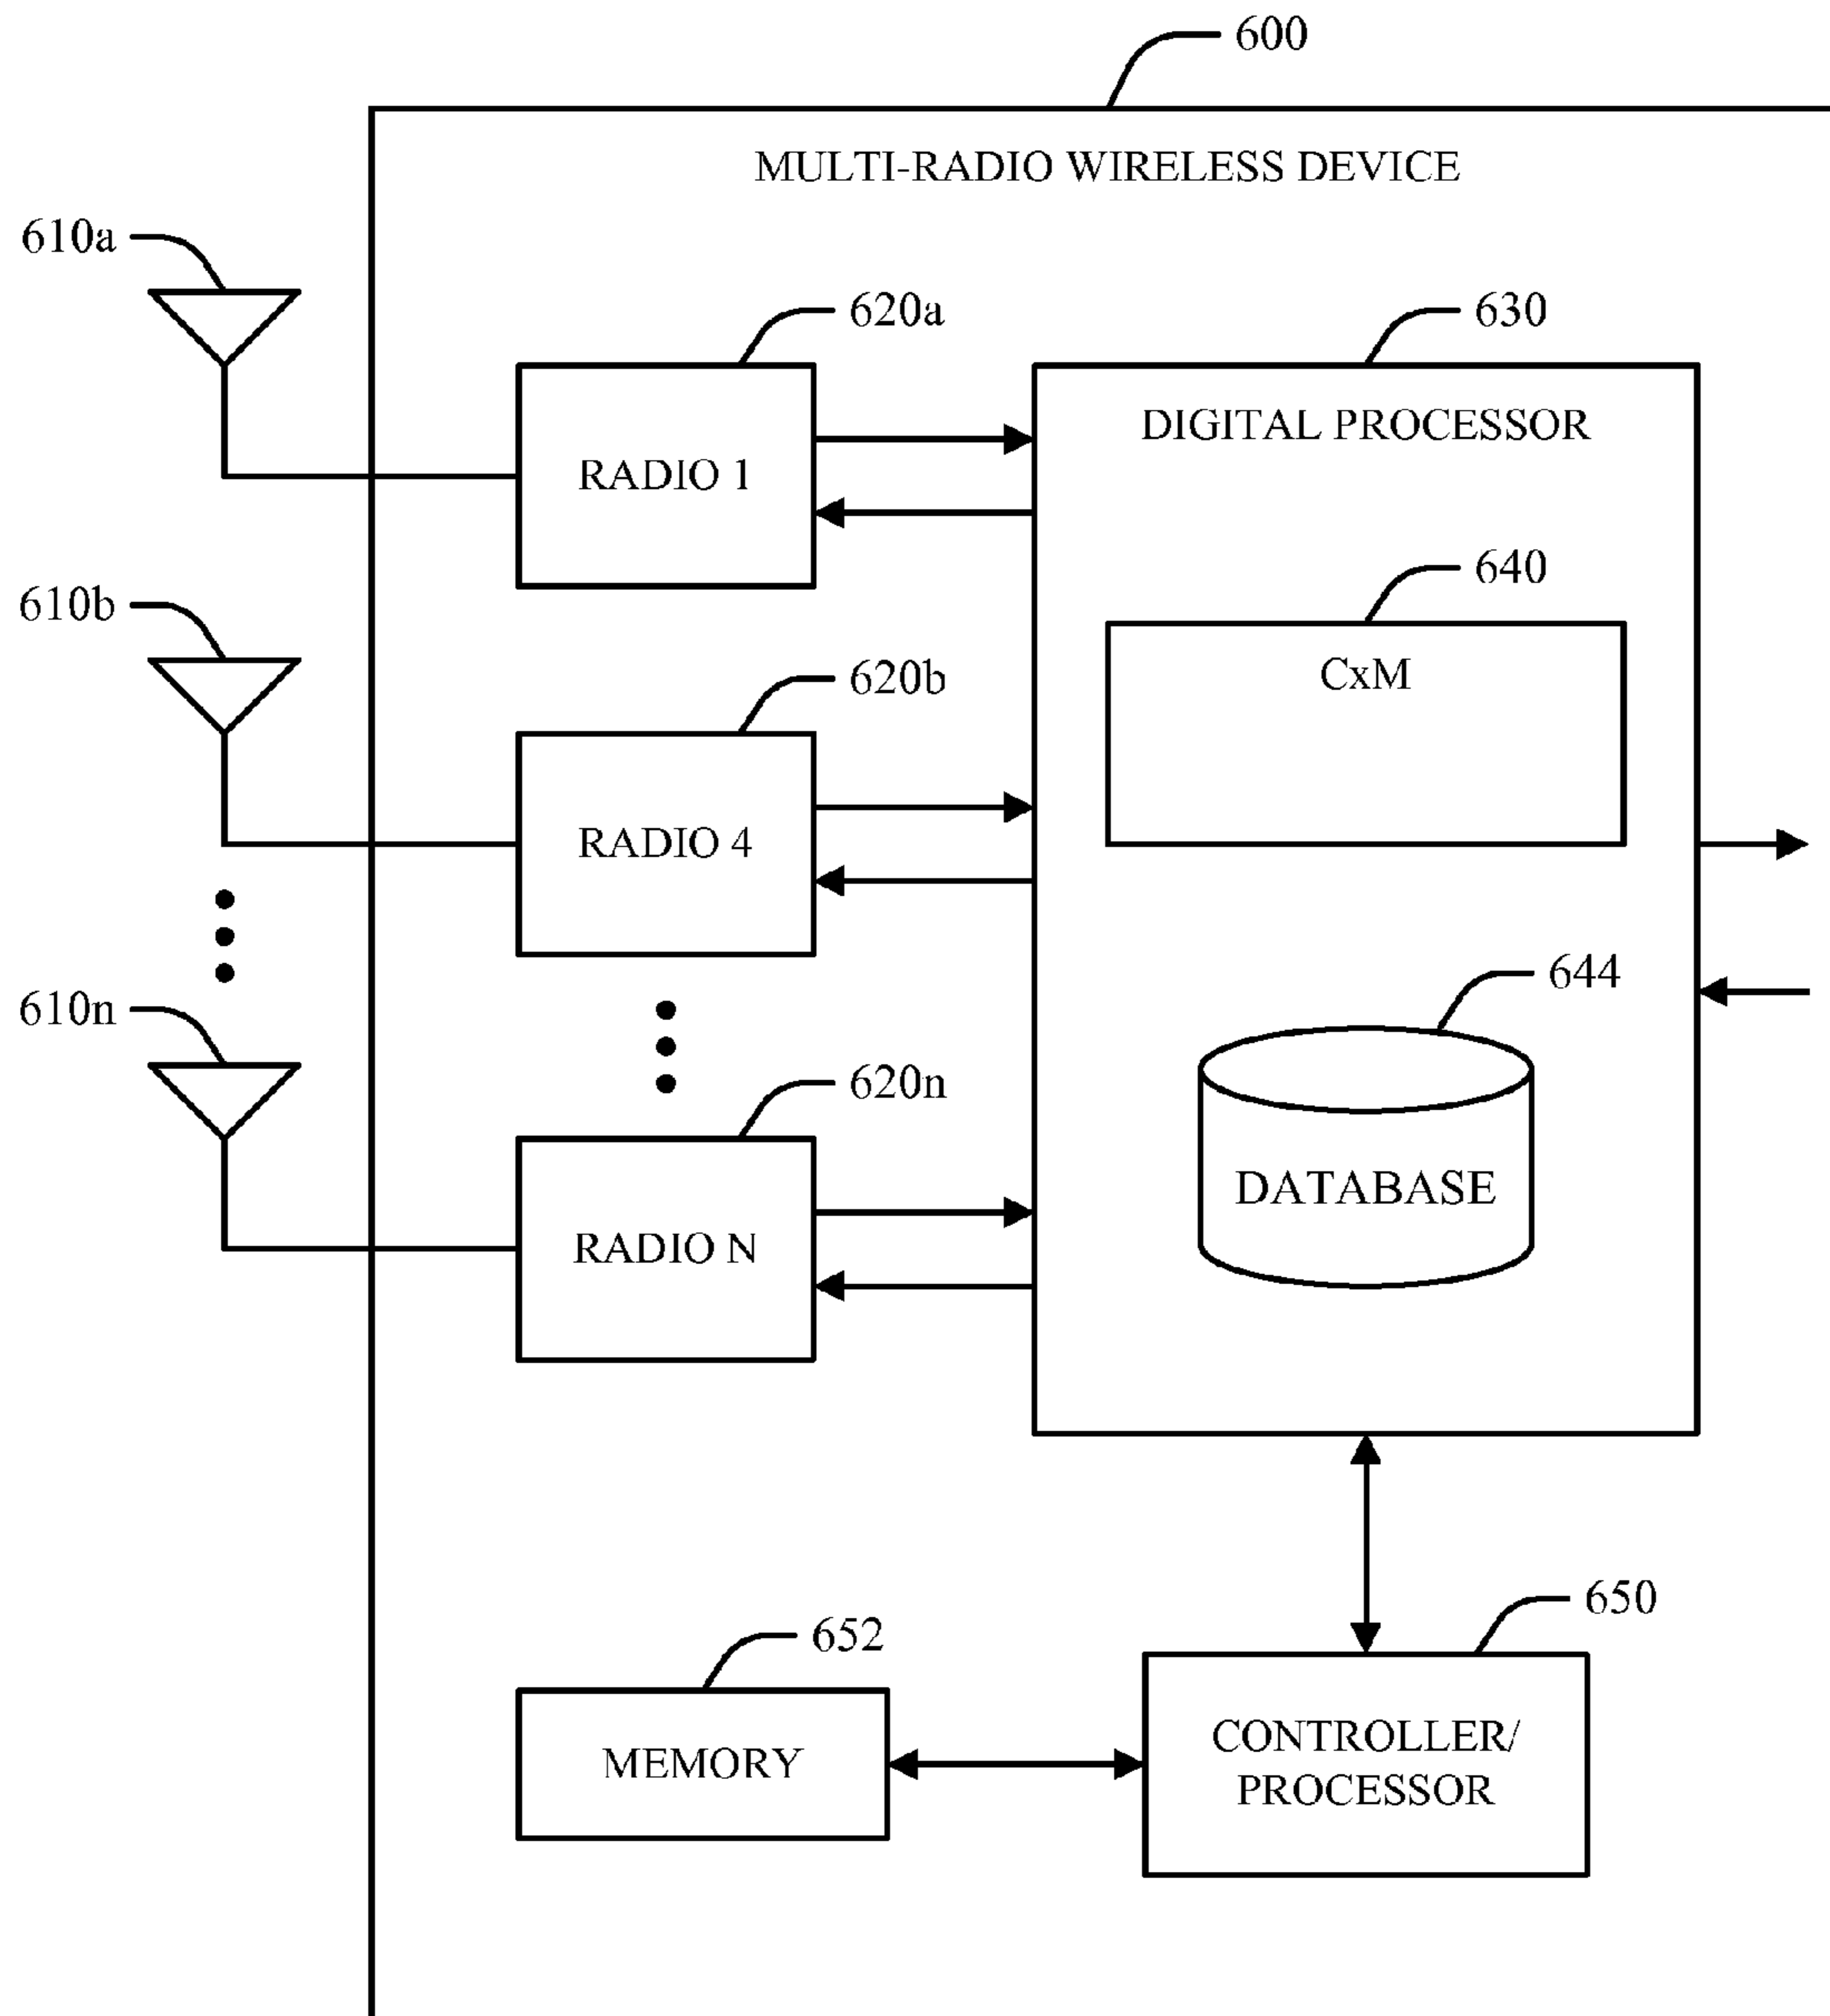 600
MULTI-RADIO WIRELESS DEVICE
610a
620a
630
DIGITAL PROCESSOR
RADIO 1
640
610b
CxM
620b
RADIO 4
644
610n
620n
DATABASE
RADIO N
650
652
CONTROLLER/
MEMORY
PROCESSOR